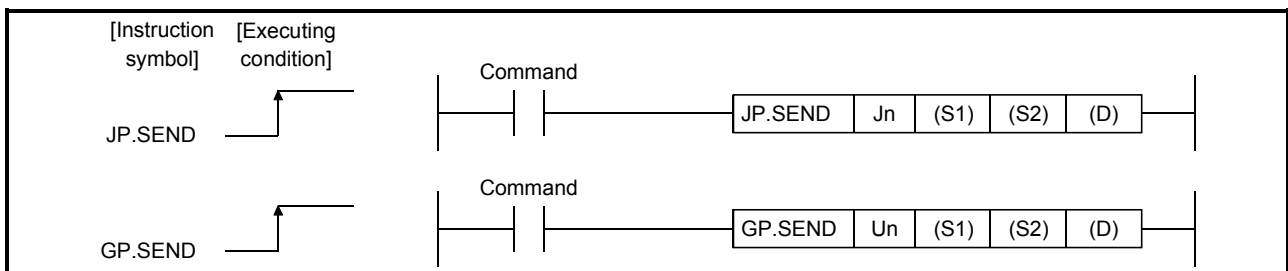 [Instruction symbol] [Executing condition]
Command
JP.SEND
JP.SEND Jn (S1) (S2) (D)
Command
GP.SEND
GP.SEND Un (S1) (S2) (D)